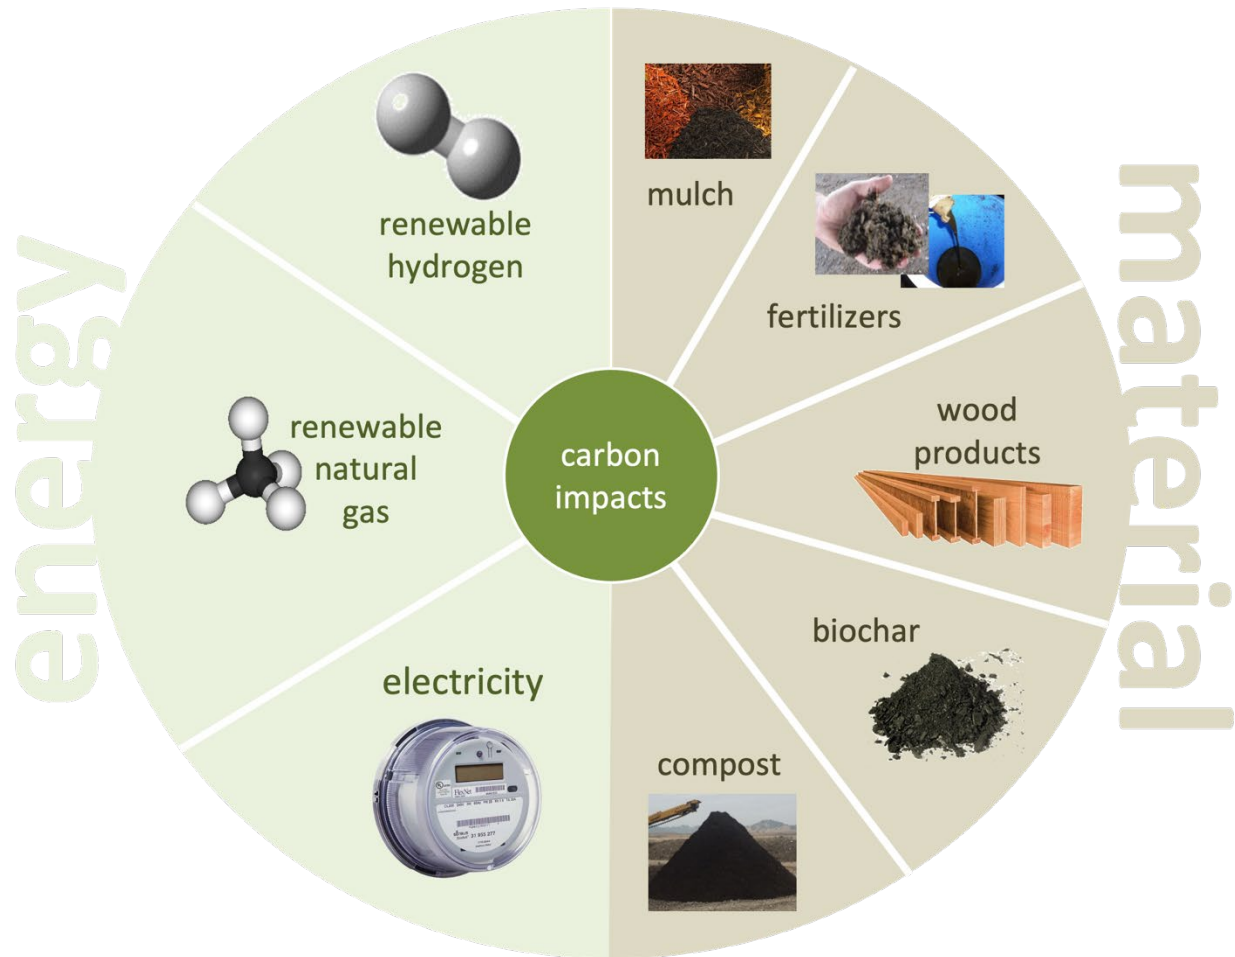 energy
material
renewable
hydrogen
renewable
natural
gas
electricity
carbon
impacts
mulch
fertilizers
wood
products
biochar
compost